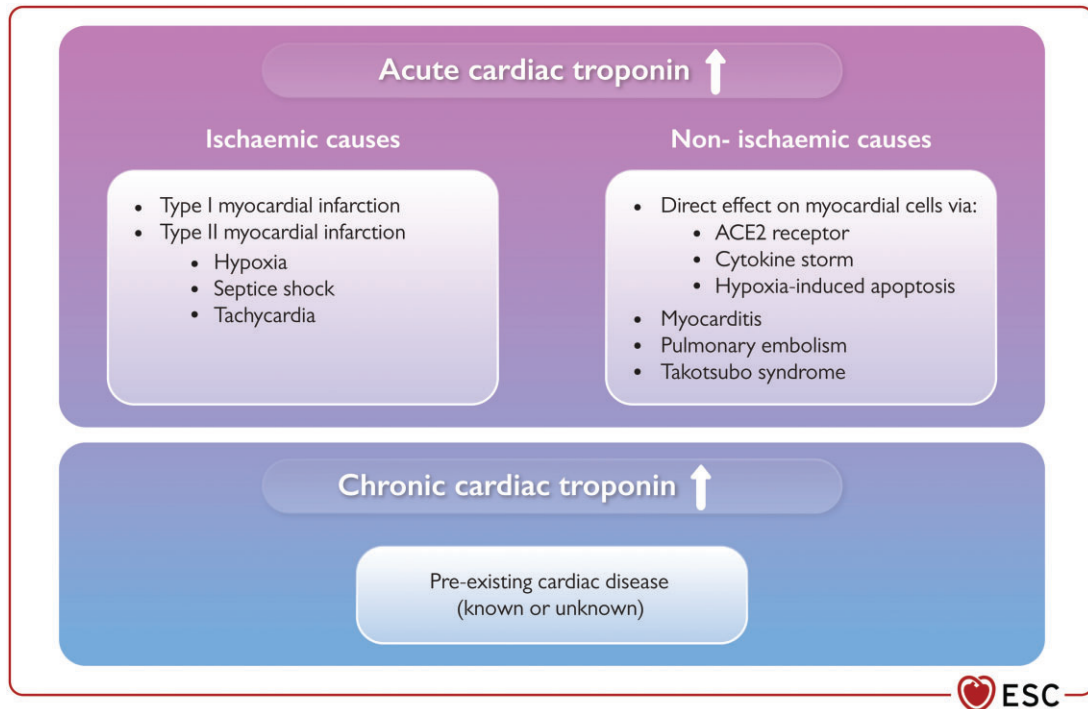 Acute cardiac troponin
Ischaemic causes
• Type I myocardial infarction
• Type II myocardial infarction
• Hypoxia
• Septice shock
• Tachycardia
Non- ischaemic causes
• Direct effect on myocardial cells via:
• ACE2 receptor
• Cytokine storm
• Hypoxia-induced apoptosis
• Myocarditis
• Pulmonary embolism
• Takotsubo syndrome
Chronic cardiac troponin
Pre-existing cardiac disease
(known or unknown)
ESC